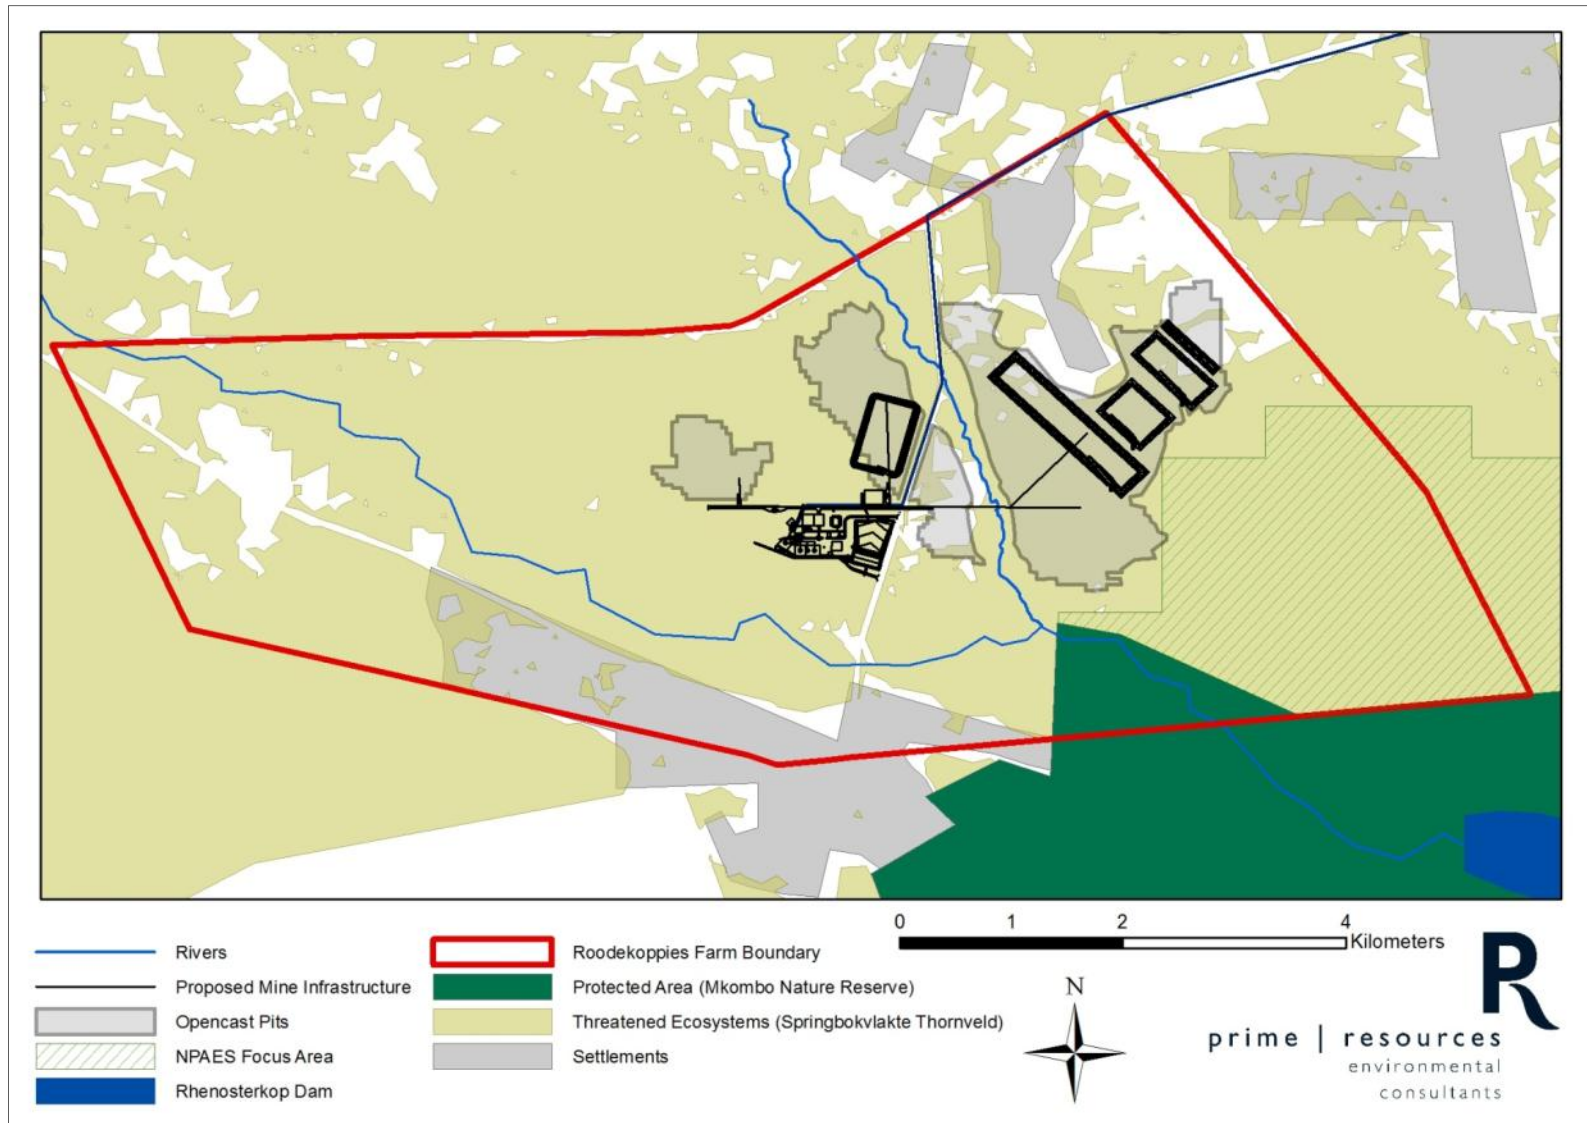 0 1 2 4
Kilometers
Rivers
Proposed Mine Infrastructure
Opencast Pits
NPAES Focus Area
Rhenosterkop Dam
Roodekoppies Farm Boundary
Protected Area (Mkombo Nature Reserve)
Threatened Ecosystems (Springbokvlakte Thornveld)
Settlements
N
R
prime | resources
environmental
consultants